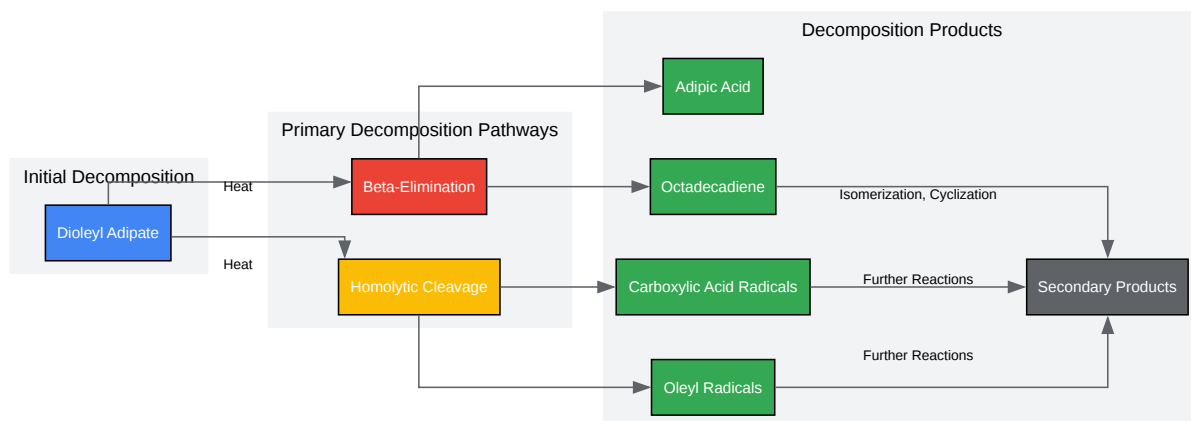 Decomposition Products
Adipic Acid
Primary Decomposition Pathways
Initial Decomposition
Heat
Beta-Elimination
Octadecadiene
Isomerization, Cyclization
Dioleyl Adipate
Heat
Homolytic Cleavage
Carboxylic Acid Radicals
Further Reactions
Secondary Products
Further Reactions
Oleyl Radicals